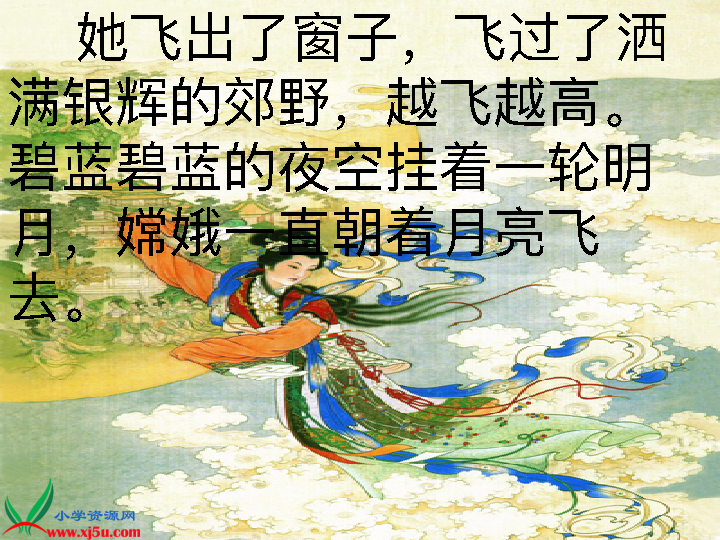 她飞出了窗子，飞过了洒
满银辉的郊野，越飞越高。
碧蓝碧蓝的夜空挂着一轮明
月，嫦娥一直朝着月亮飞
去。
小学资源网
www.xj5u.com